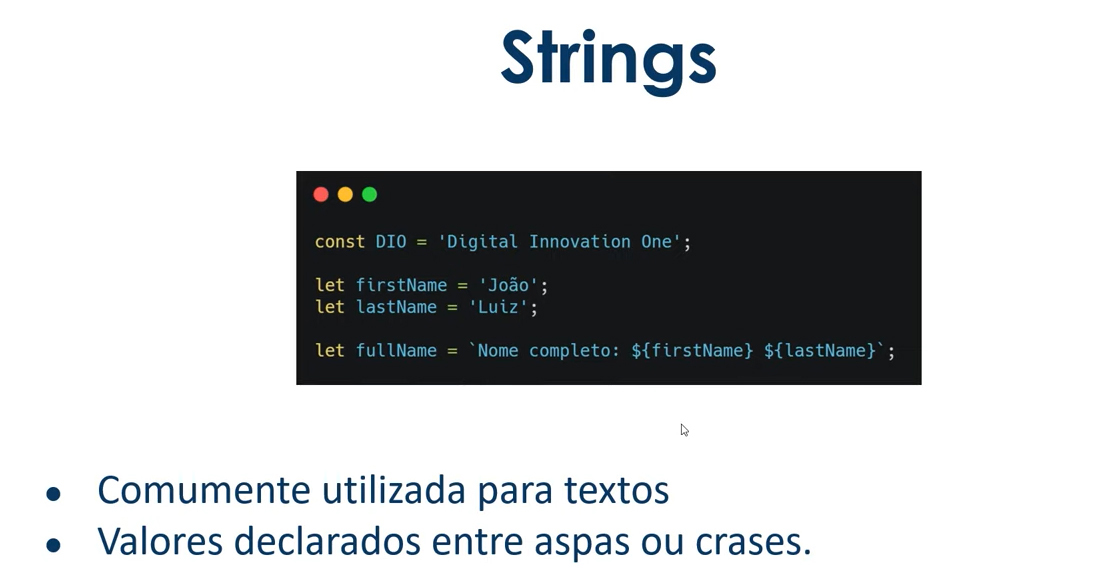 Strings
const DIO = 'Digital Innovation One';
let firstName = 'João';
let lastName = 'Luiz';
let fullName = `Nome completo: ${firstName} ${lastName}`;
● Comumente utilizada para textos
● Valores declarados entre aspas ou crases.